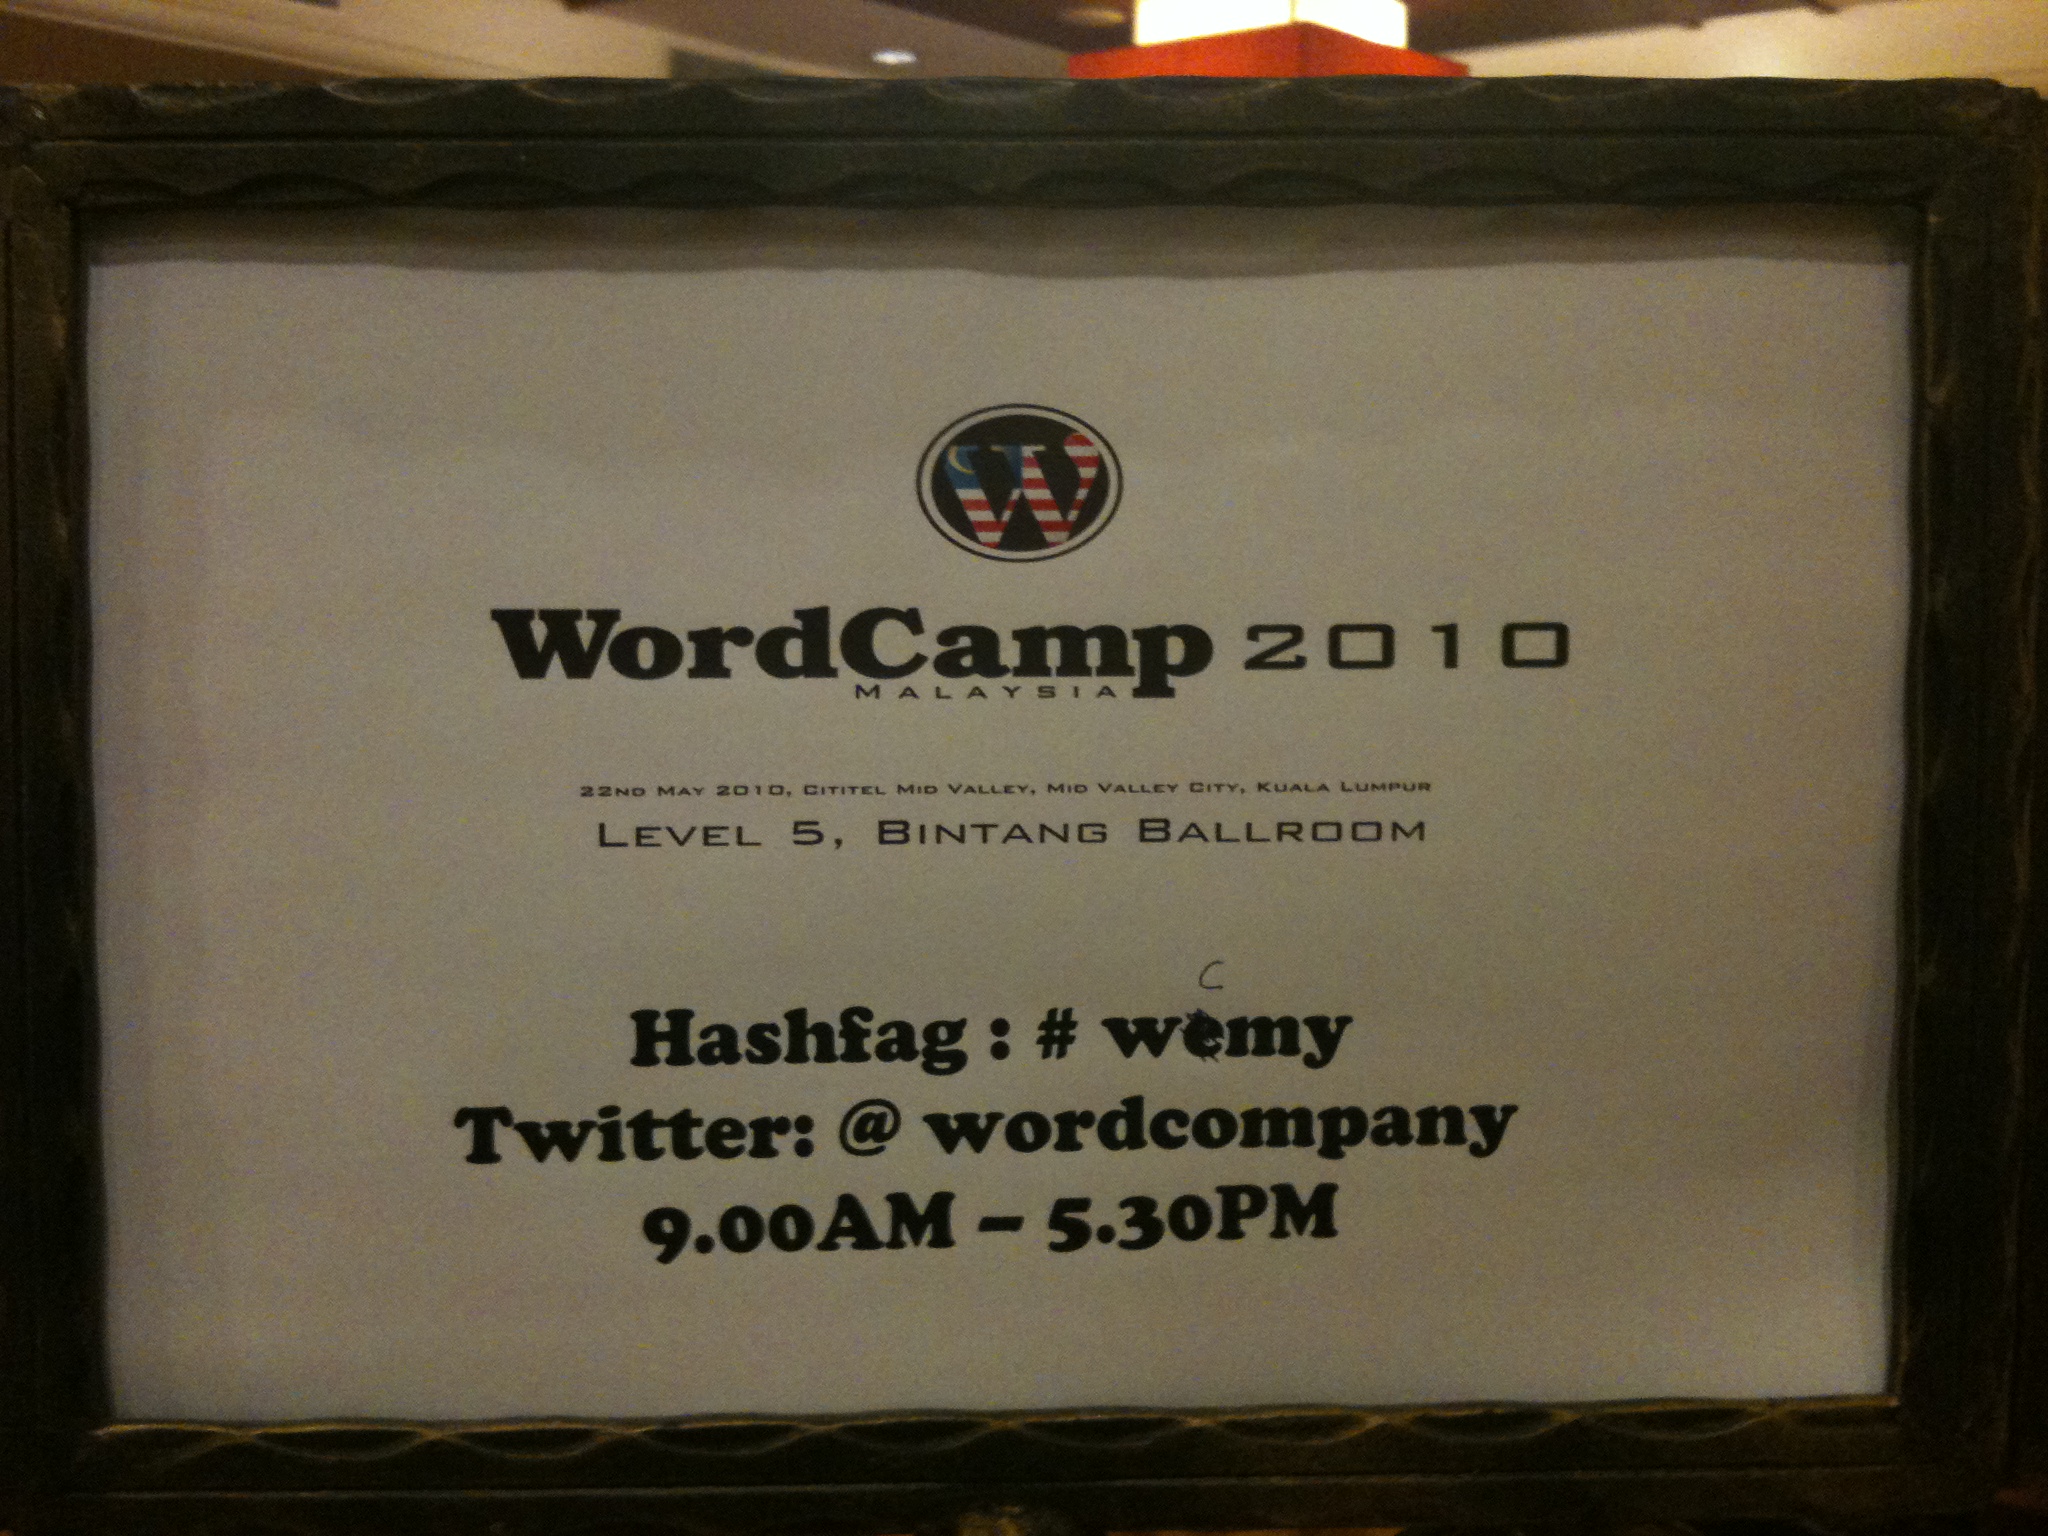 W
WordCamp 2010
MALAYSIA
22ND MAY 2010, CITITEL MID VALLEY, MID VALLEY CITY, KUALA LUMPUR
LEVEL 5, BINTANG BALLROOM
C
Hashfag : # wemy
Twitter: @ wordcompany
9.00AM – 5.30PM